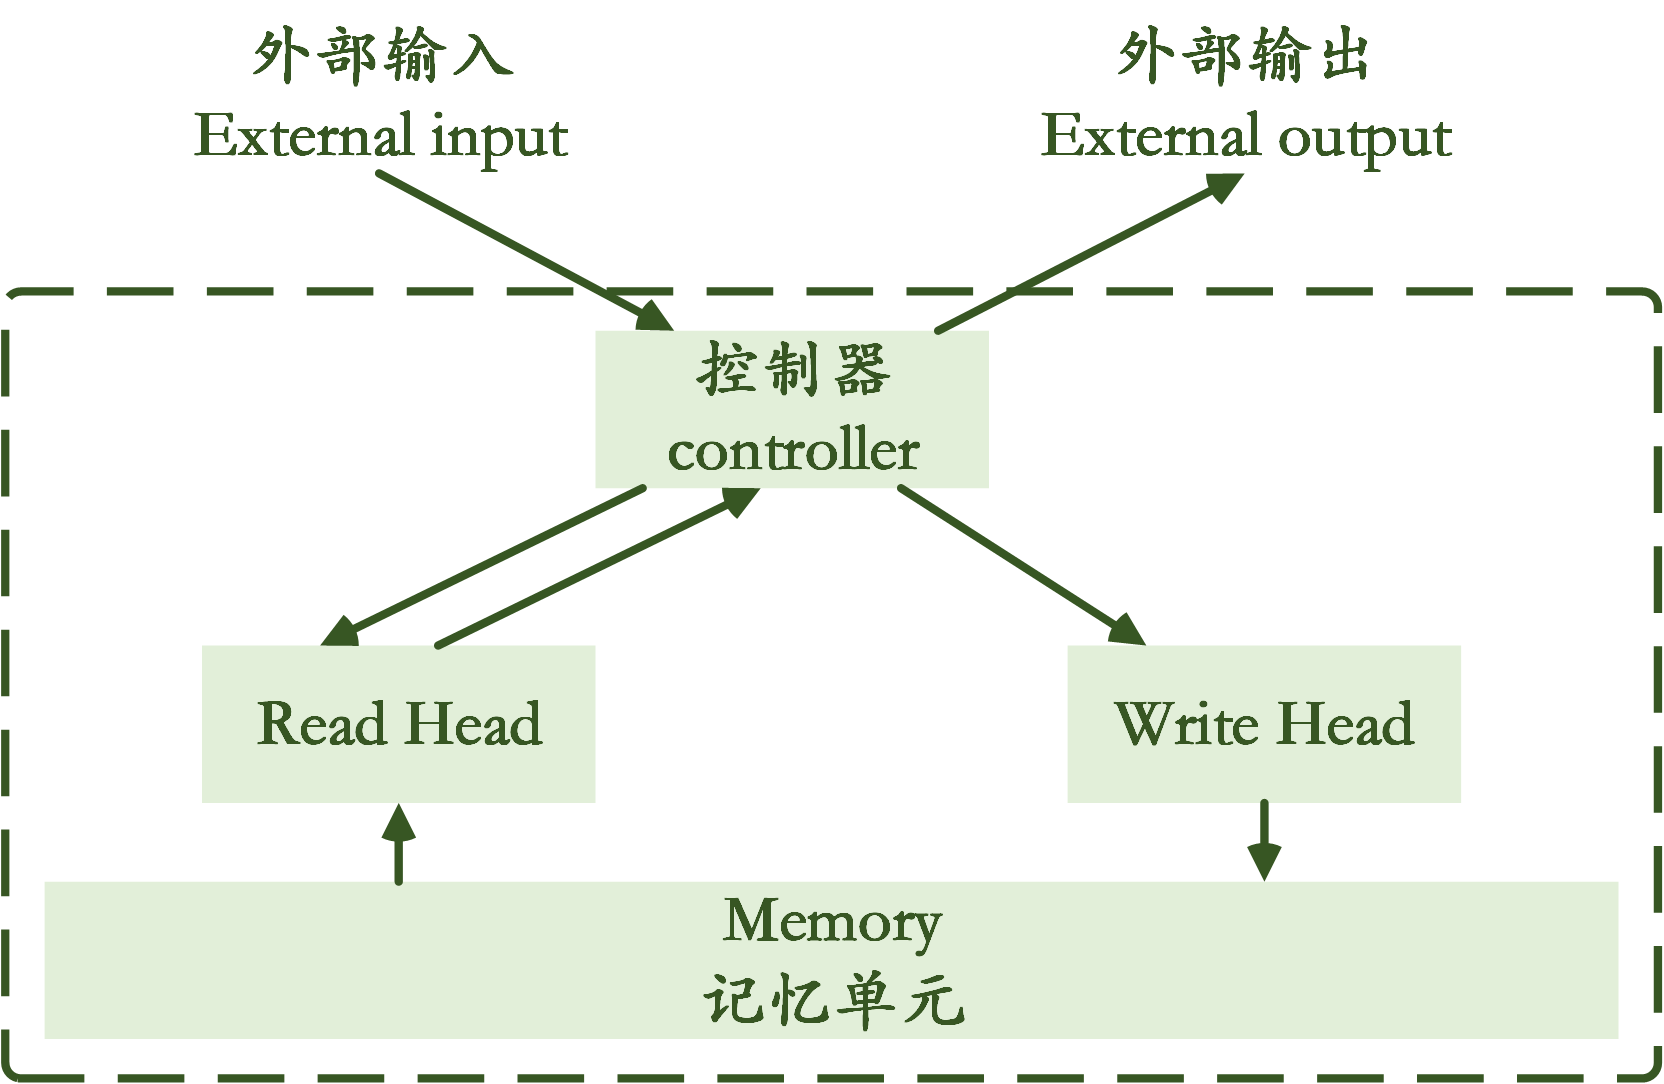 外部输入
External input
外部输出
External output
控制器
controller
Read Head
Write Head
Memory
记忆单元